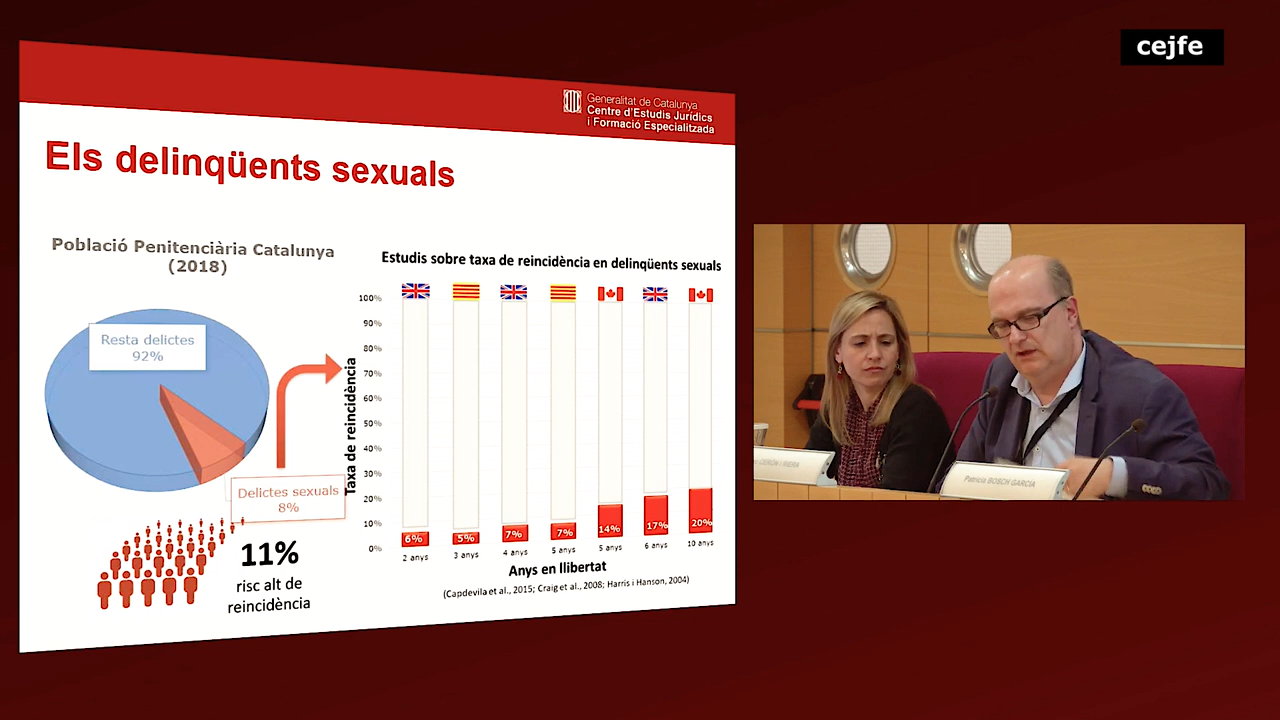 cejfe
Generalitat de Catalunya
Centre d'Estudis Jurídics
i Formació Especialitzada
Els delinqüents sexuals
Població Penitenciària Catalunya
(2018)
Resta delictes
92%
Delictes sexuals
8%
11%
risc alt de
reincidència
Estudis sobre taxa de reincidència en delinqüents sexuals
Taxa de reincidència
100%
90%
80%
70%
60%
50%
40%
30%
20%
10%
0%
6% 5% 7% 7% 14% 17% 20%
2 anys 3 anys 4 anys 5 anys 5 anys 6 anys 10 anys
Anys en llibertat
(Capdevila et al., 2015; Craig et al., 2008; Harris i Hanson, 2004)
Patrícia BOSCH GARCIA